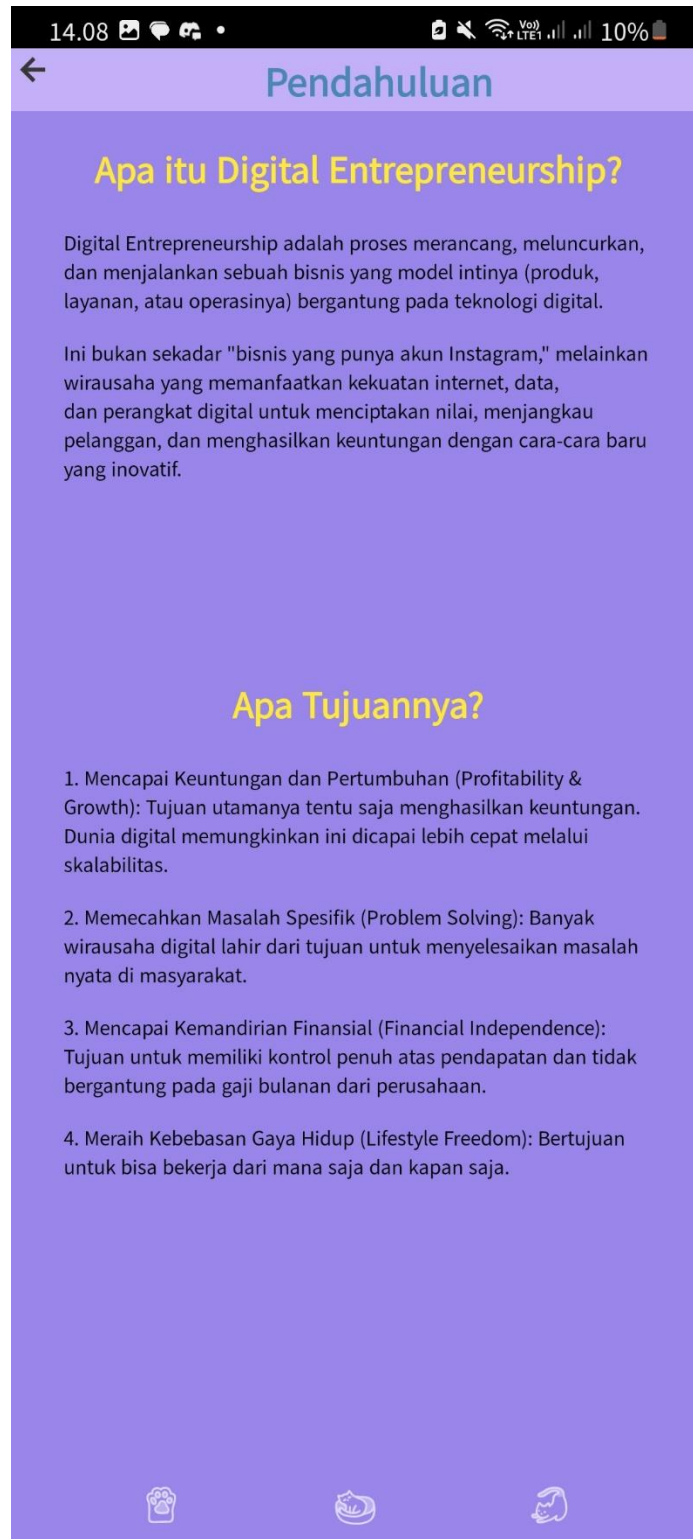 14.08
Vo)) LTE1 10%
Pendahuluan
Apa itu Digital Entrepreneurship?
Digital Entrepreneurship adalah proses merancang, meluncurkan,
dan menjalankan sebuah bisnis yang model intinya (produk,
layanan, atau operasinya) bergantung pada teknologi digital.
Ini bukan sekadar "bisnis yang punya akun Instagram," melainkan
wirausaha yang memanfaatkan kekuatan internet, data,
dan perangkat digital untuk menciptakan nilai, menjangkau
pelanggan, dan menghasilkan keuntungan dengan cara-cara baru
yang inovatif.
Apa Tujuannya?
1. Mencapai Keuntungan dan Pertumbuhan (Profitability &
Growth): Tujuan utamanya tentu saja menghasilkan keuntungan.
Dunia digital memungkinkan ini dicapai lebih cepat melalui
skalabilitas.
2. Memecahkan Masalah Spesifik (Problem Solving): Banyak
wirausaha digital lahir dari tujuan untuk menyelesaikan masalah
nyata di masyarakat.
3. Mencapai Kemandirian Finansial (Financial Independence):
Tujuan untuk memiliki kontrol penuh atas pendapatan dan tidak
bergantung pada gaji bulanan dari perusahaan.
4. Meraih Kebebasan Gaya Hidup (Lifestyle Freedom): Bertujuan
untuk bisa bekerja dari mana saja dan kapan saja.